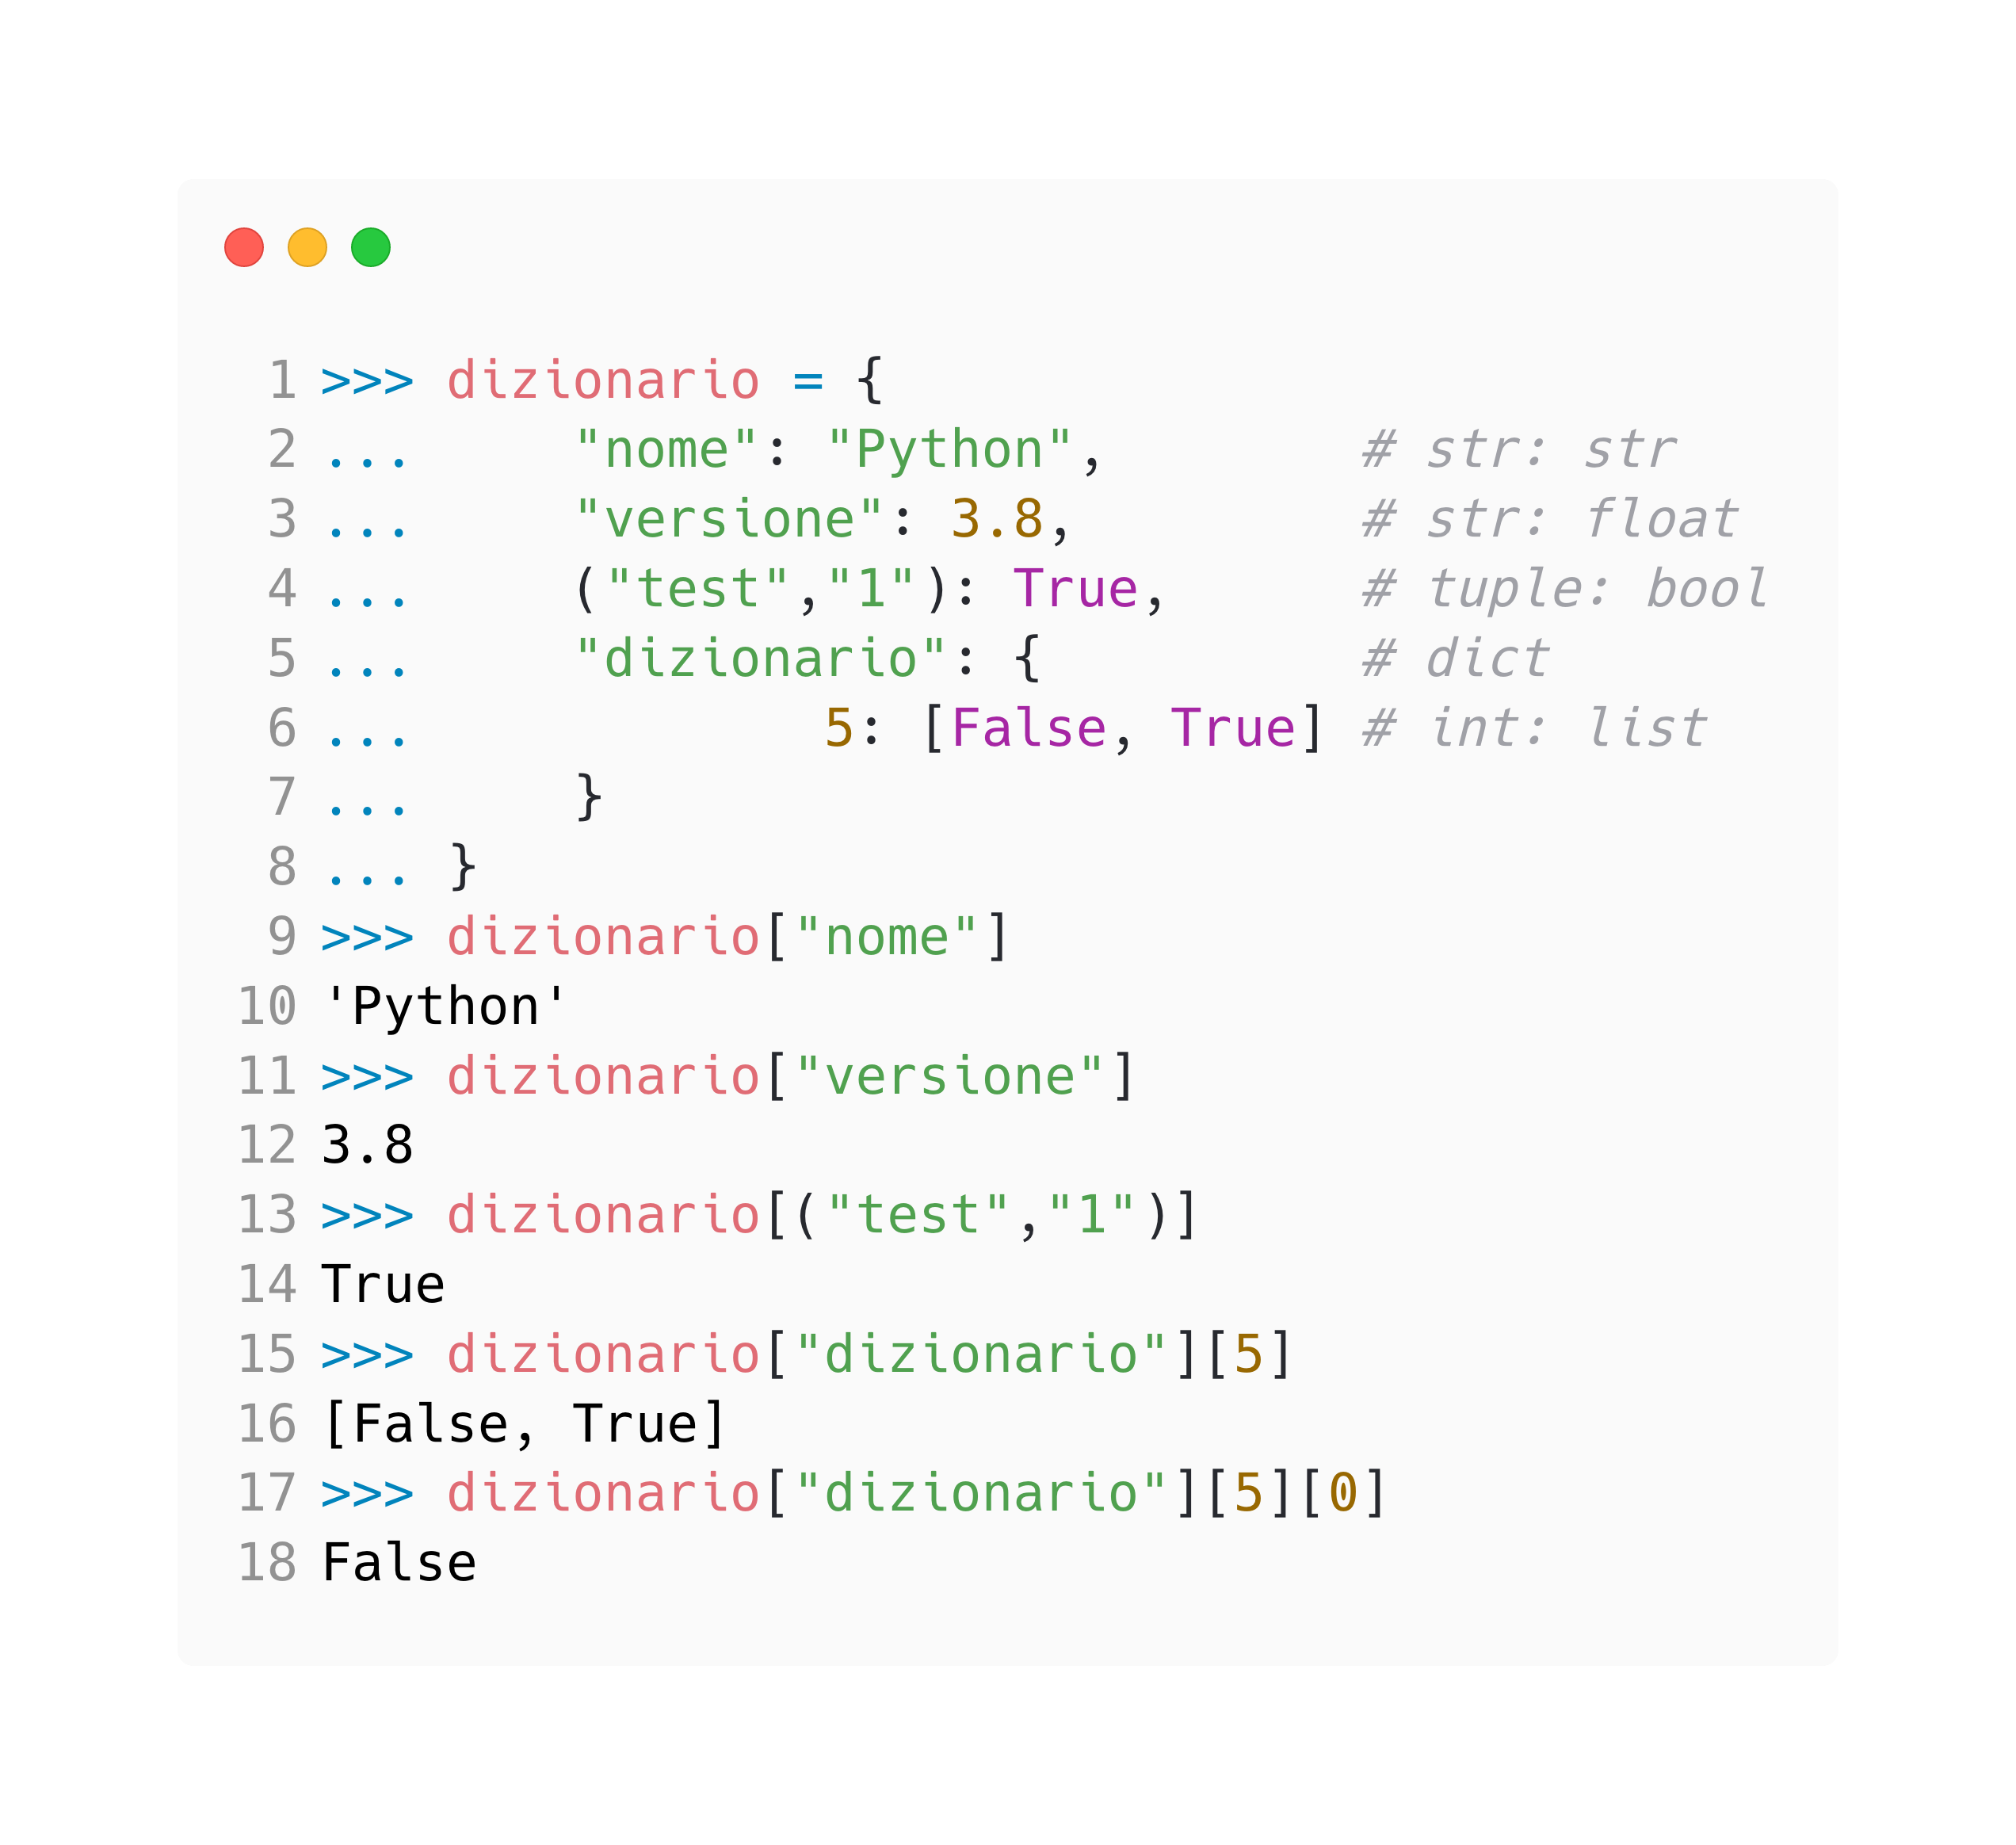 1 >>> dizionario = {
2 ...     "nome": "Python",         # str: str
3 ...     "versione": 3.8,          # str: float
4 ...     ("test","1"): True,       # tuple: bool
5 ...     "dizionario": {           # dict
6 ...             5: [False, True]  # int: list
7 ...     }
8 ... }
9 >>> dizionario["nome"]
10 'Python'
11 >>> dizionario["versione"]
12 3.8
13 >>> dizionario[("test","1")]
14 True
15 >>> dizionario["dizionario"][5]
16 [False, True]
17 >>> dizionario["dizionario"][5][0]
18 False